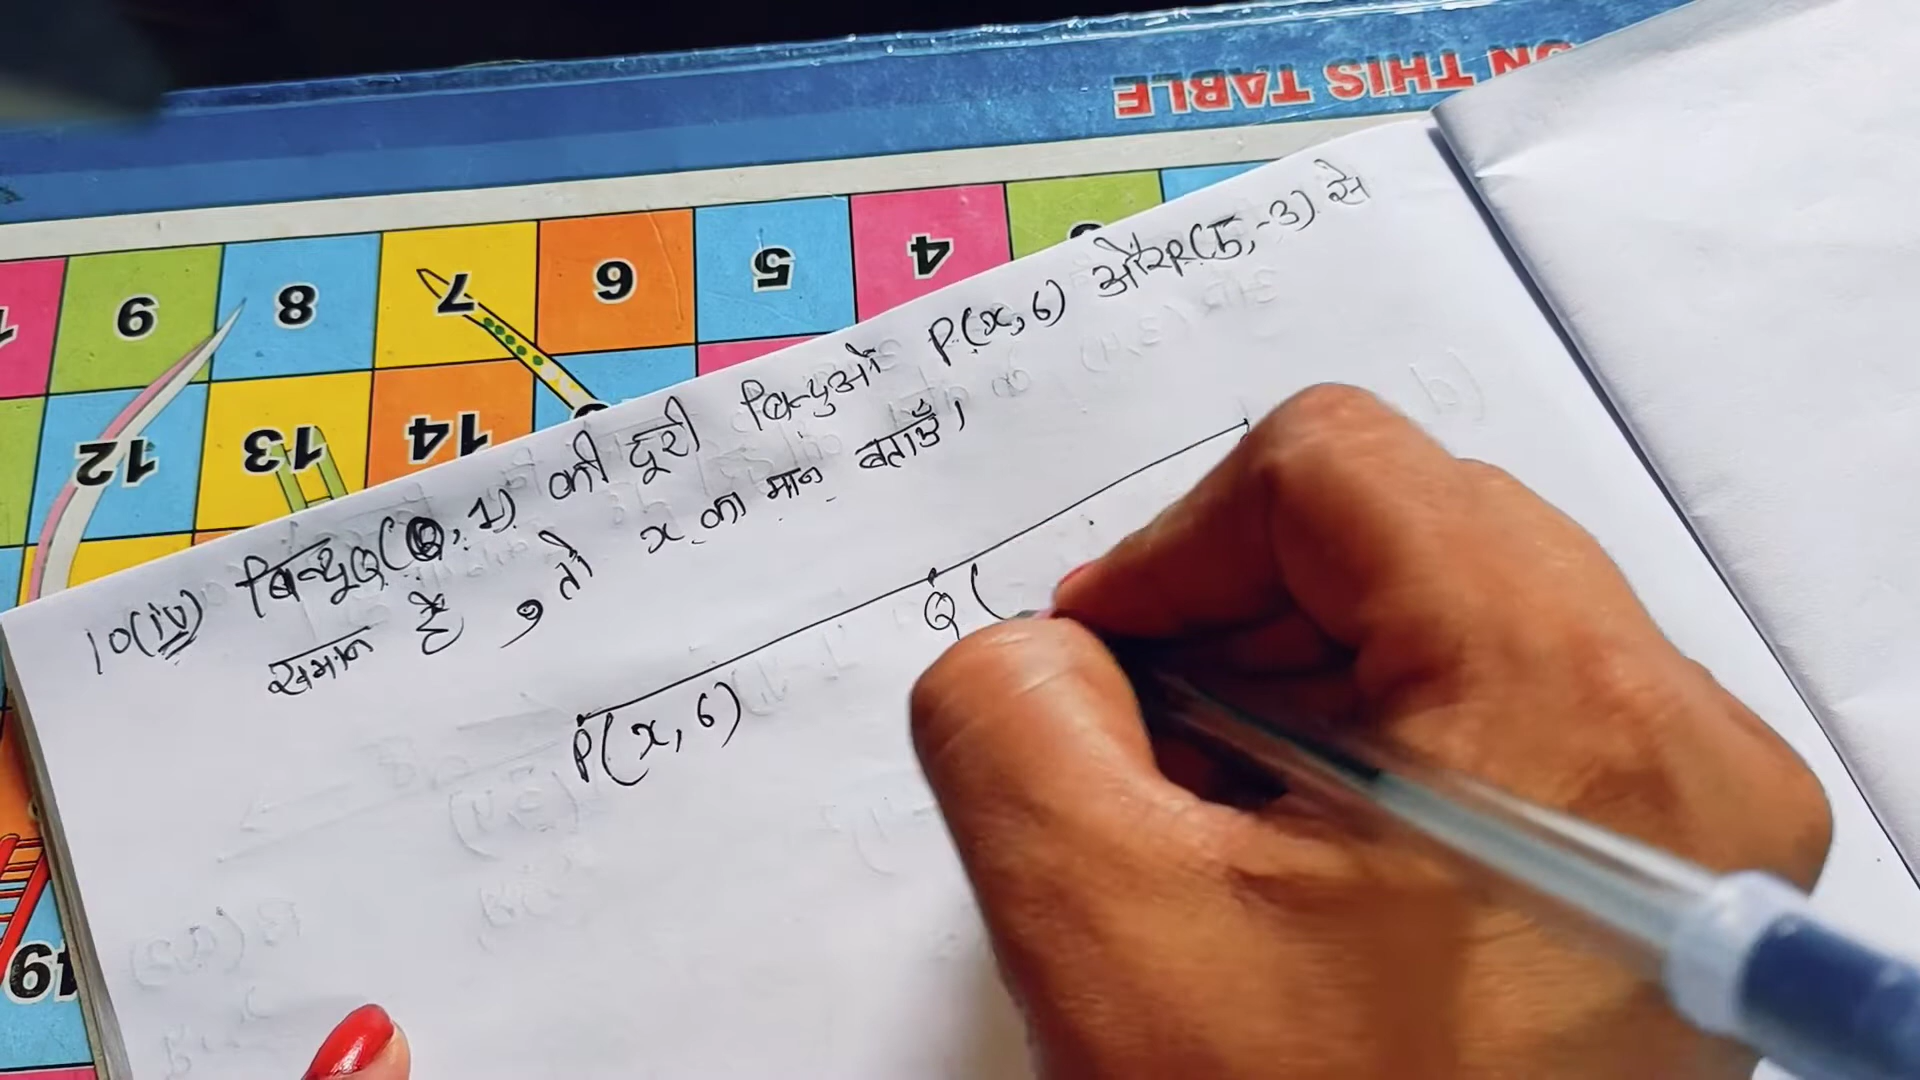 ON THIS TABLE
9 8 7 6 5 4
12 13 14
19
10(iv) बिन्दू Q(0, 1) की दूरी बिन्दुओं P(x, 6) और R(5, -3) से
समान है, तो x का मान बताउँ।
P(x, 6)
Q (